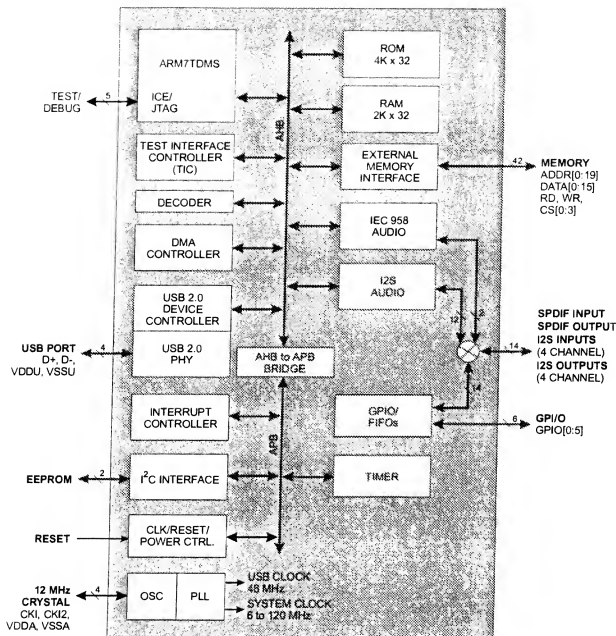 ARM7TDMS
ICE/
JTAG
TEST/
DEBUG
5
TEST INTERFACE
CONTROLLER
(TIC)
DECODER
DMA
CONTROLLER
USB 2.0
DEVICE
CONTROLLER
USB 2.0
PHY
USB PORT
D+, D-,
VDDU, VSSU
4
INTERRUPT
CONTROLLER
EEPROM
2
I²C INTERFACE
RESET
CLK/RESET/
POWER CTRL.
12 MHz
CRYSTAL
CKI, CKI2,
VDDA, VSSA
4
OSC
PLL
USB CLOCK
48 MHz
SYSTEM CLOCK
6 to 120 MHz
AHB
AHB to APB
BRIDGE
APB
ROM
4K x 32
RAM
2K x 32
EXTERNAL
MEMORY
INTERFACE
42
MEMORY
ADDR[0:19]
DATA[0:15]
RD, WR,
CS[0:3]
IEC 958
AUDIO
I2S
AUDIO
12
2
14
SPDIF INPUT
SPDIF OUTPUT
I2S INPUTS
(4 CHANNEL)
I2S OUTPUTS
(4 CHANNEL)
14
GPIO/
FIFOs
6
GPI/O
GPIO[0:5]
TIMER